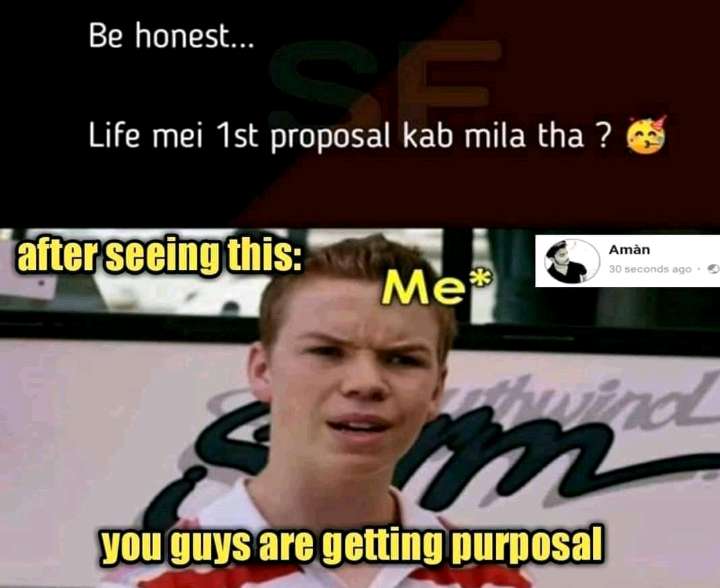 Be honest...
SF
Life mei 1st proposal kab mila tha ? 🥳
after seeing this:
Me*
Amàn
30 seconds ago
you guys are getting purposal